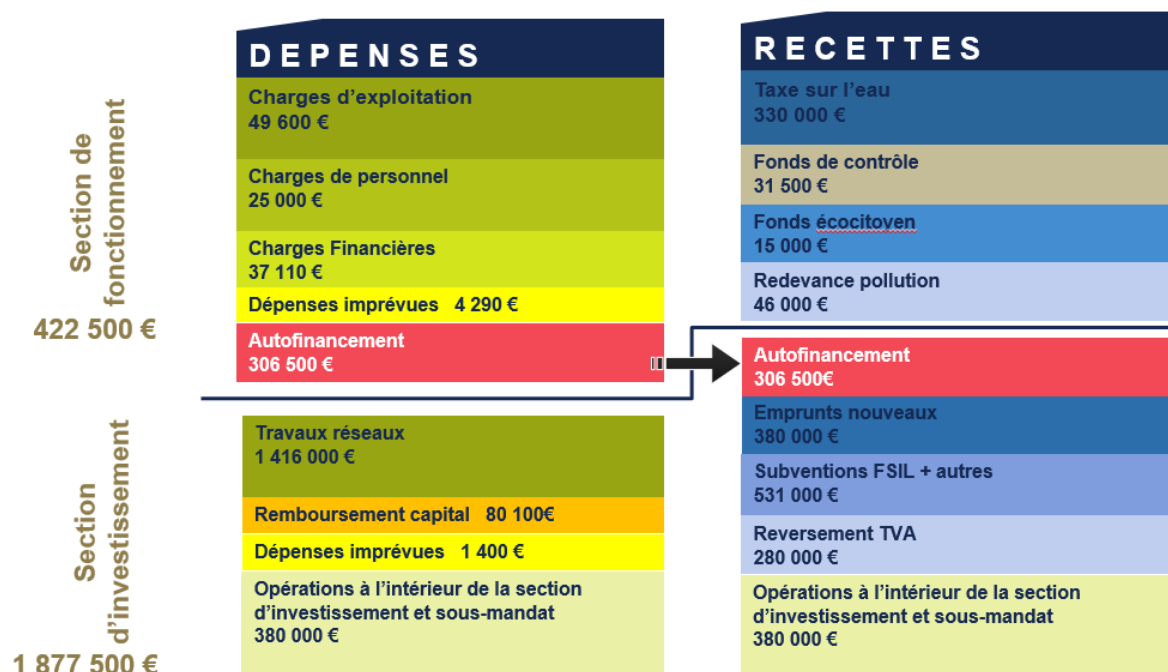 DEPENSES
Charges d'exploitation
49 600 €
Charges de personnel
25 000 €
Charges Financières
37 110 €
Dépenses imprévues 4 290 €
Autofinancement
306 500 €
RECETTES
Taxe sur l'eau
330 000 €
Fonds de contrôle
31 500 €
Fonds écocitoyen
15 000 €
Redevance pollution
46 000 €
Section de
fonctionnement
422 500 €
Travaux réseaux
1 416 000 €
Remboursement capital 80 100€
Dépenses imprévues 1 400 €
Opérations à l'intérieur de la section
d'investissement et sous-mandat
380 000 €
Autofinancement
306 500€
Emprunts nouveaux
380 000 €
Subventions FSIL + autres
531 000 €
Reversement TVA
280 000 €
Opérations à l'intérieur de la section
d'investissement et sous-mandat
380 000 €
Section
d'investissement
1 877 500 €